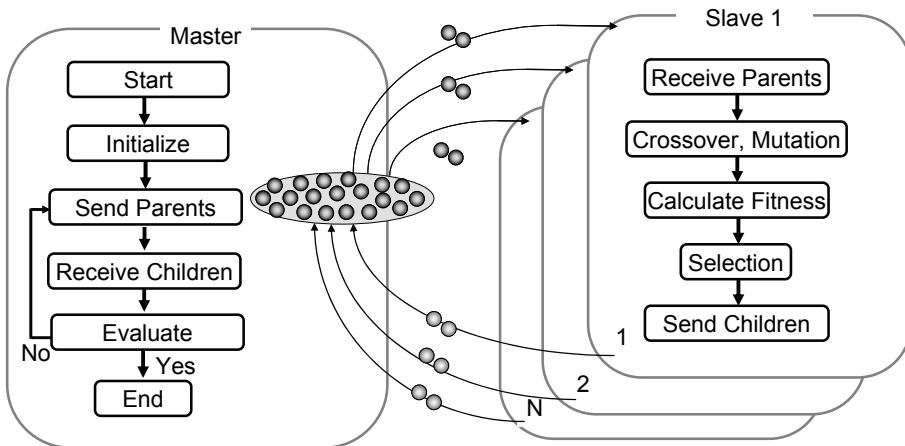 Master
Start
Initialize
Send Parents
Receive Children
Evaluate
No
Yes
End
Slave 1
Receive Parents
Crossover, Mutation
Calculate Fitness
Selection
Send Children
1
2
N